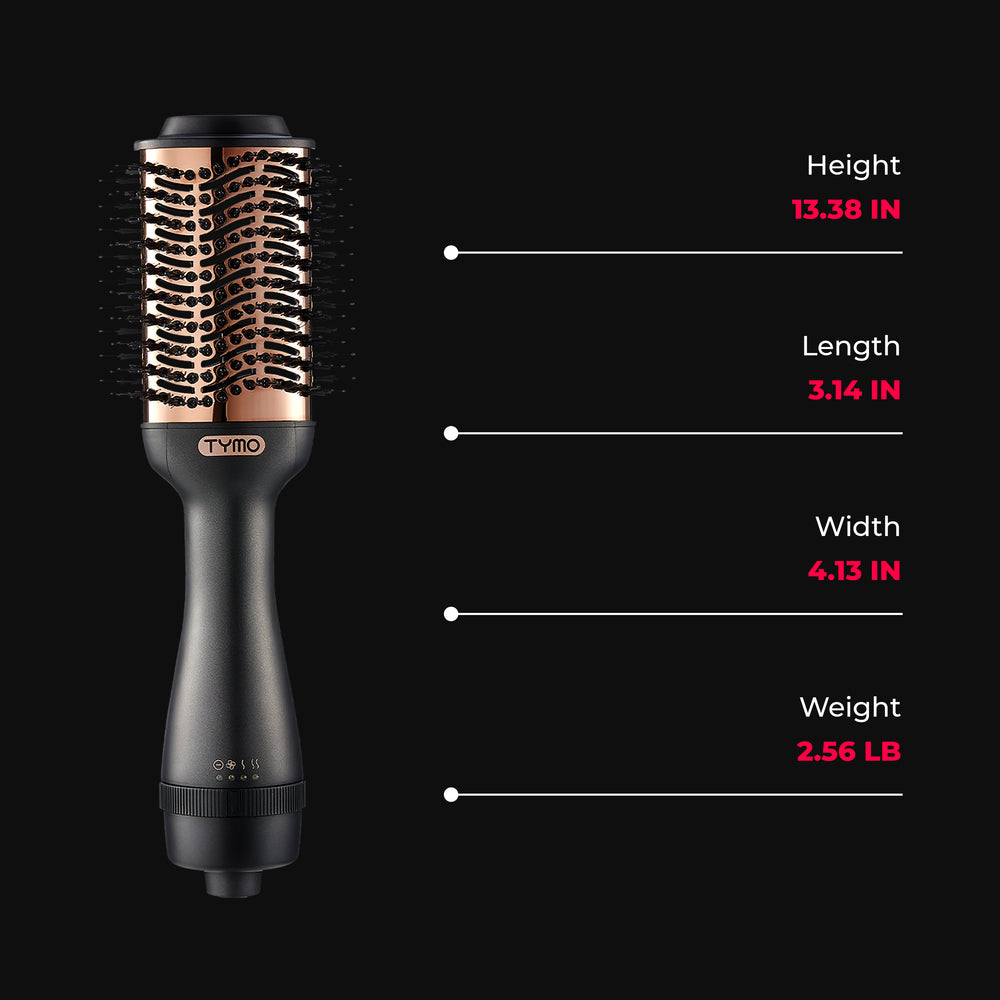 TYMO
Height
13.38 IN
Length
3.14 IN
Width
4.13 IN
Weight
2.56 LB